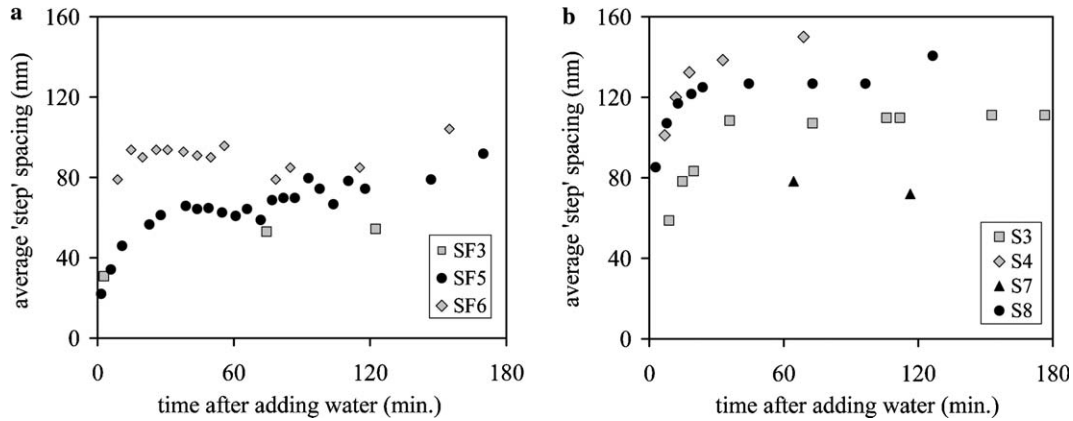 a
average 'step' spacing (nm)
160
120
80
40
0
0
60
120
180
time after adding water (min.)
SF3
SF5
SF6
b
average 'step' spacing (nm)
160
120
80
40
0
0
60
120
180
time after adding water (min.)
S3
S4
S7
S8